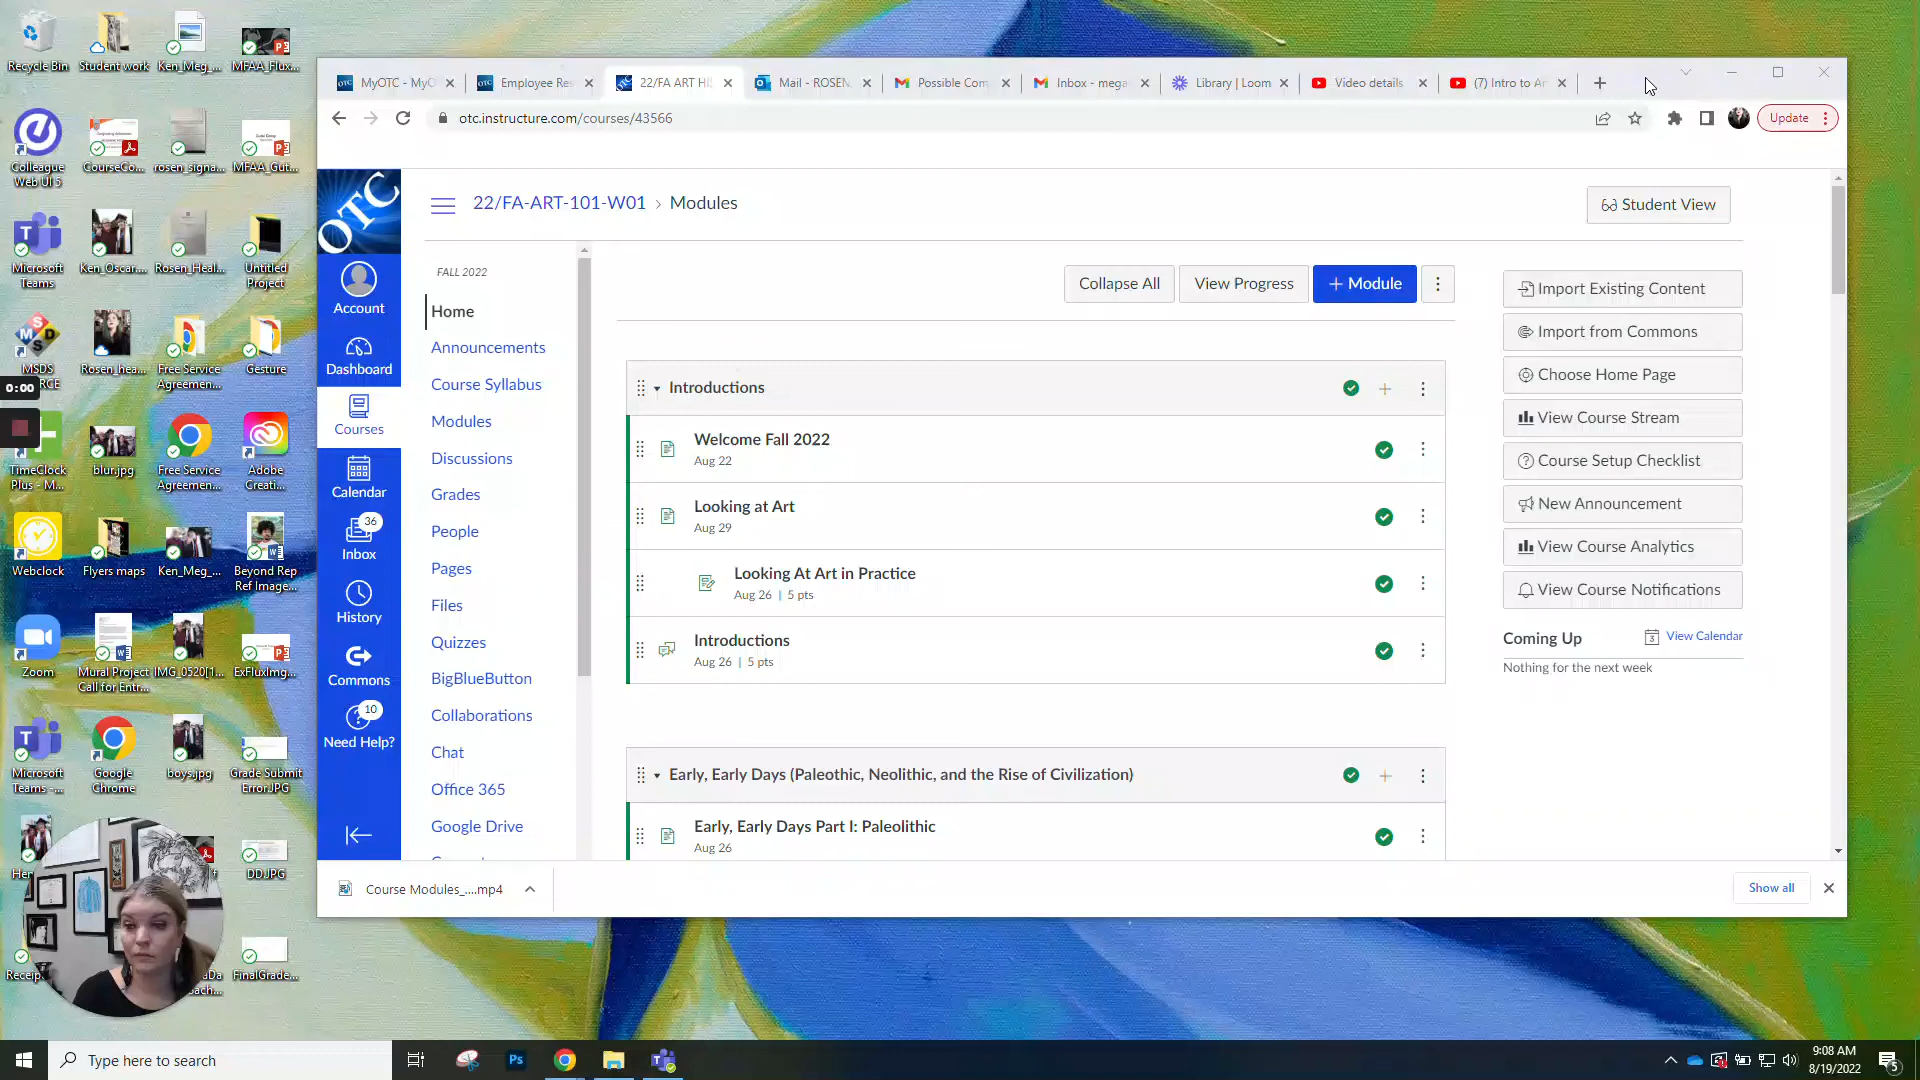 Recycle Bin
Student work
Ken_Meg_...
MFAA_Flux...
Colleague
Web UI 5
CourseCo...
rosen_signa...
MFAA_Gut...
Microsoft
Teams
Ken_Oscar...
Rosen_Heal...
Untitled
Project
MSDS
RCE
Rosen_hea...
Free Service
Agreemen...
Gesture
0:00
TimeClock
Plus - M...
blur.jpg
Free Service
Agreemen...
Adobe
Creati...
Webclock
Flyers maps
Ken_Meg_...
Beyond Rep
Ref Image...
Zoom
Mural Project
Call for Entr...
IMG_0520[1...
ExFluxImg...
Microsoft
Teams -...
Google
Chrome
boys.jpg
Grade Submit
Error.JPG
Her
DD.JPG
Receip
FinalGrade...
MyOTC - MyO
Employee Res
22/FA ART HIS
Mail - ROSEN,
Possible Com
Inbox - mega
Library | Loom
Video details
(7) Intro to Ar
otc.instructure.com/courses/43566
Update
OTC
Account
Dashboard
Courses
Calendar
36
Inbox
History
Commons
10
Need Help?
22/FA-ART-101-W01 › Modules
Student View
FALL 2022
Home
Announcements
Course Syllabus
Modules
Discussions
Grades
People
Pages
Files
Quizzes
BigBlueButton
Collaborations
Chat
Office 365
Google Drive
Collapse All
View Progress
+ Module
Introductions
Welcome Fall 2022
Aug 22
Looking at Art
Aug 29
Looking At Art in Practice
Aug 26 | 5 pts
Introductions
Aug 26 | 5 pts
Early, Early Days (Paleothic, Neolithic, and the Rise of Civilization)
Early, Early Days Part I: Paleolithic
Aug 26
Import Existing Content
Import from Commons
Choose Home Page
View Course Stream
Course Setup Checklist
New Announcement
View Course Analytics
View Course Notifications
Coming Up
3
View Calendar
Nothing for the next week
Course Modules_....mp4
Show all
Type here to search
Ps
9:08 AM
8/19/2022
5